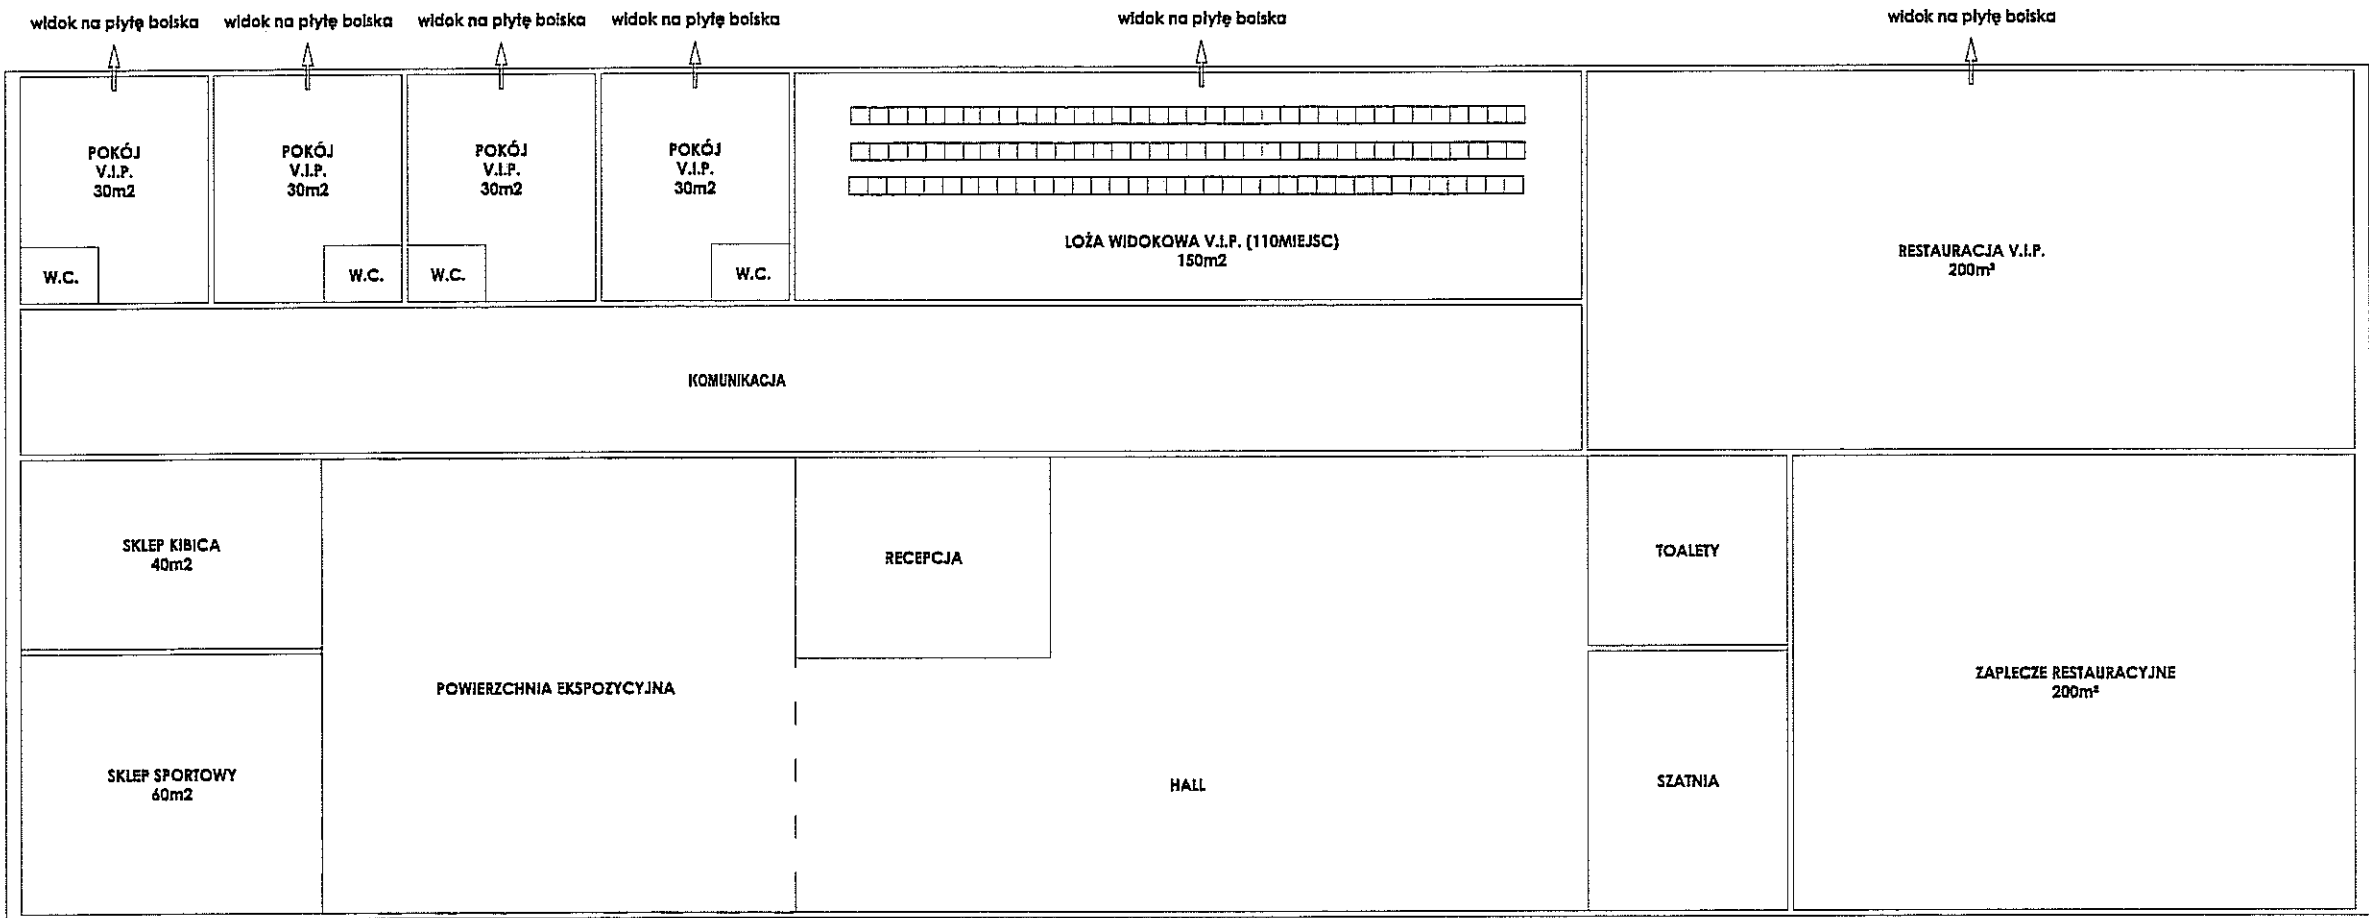 widok na płytę boiska
widok na płytę boiska
widok na płytę boiska
widok na płytę boiska
widok na płytę boiska
widok na płytę boiska
POKÓJ
V.I.P.
30m2
POKÓJ
V.I.P.
30m2
POKÓJ
V.I.P.
30m2
POKÓJ
V.I.P.
30m2
W.C.
W.C.
W.C.
W.C.
LOŻA WIDOKOWA V.I.P. (110MIEJSC)
150m2
RESTAURACJA V.I.P.
200m²
KOMUNIKACJA
SKLEP KIBICA
40m2
RECEPCJA
TOALETY
POWIERZCHNIA EKSPOZYCYJNA
ZAPLECZE RESTAURACYJNE
200m²
SKLEP SPORTOWY
60m2
HALL
SZATNIA